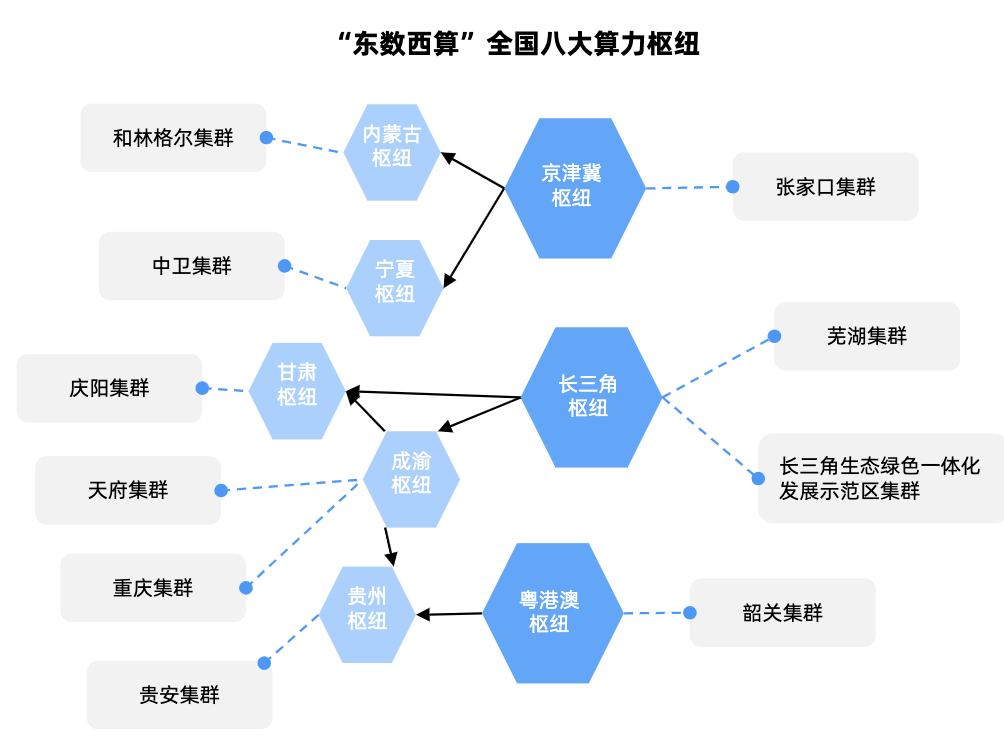 “东数西算”全国八大算力枢纽
和林格尔集群
内蒙古
枢纽
京津冀
枢纽
张家口集群
中卫集群
宁夏
枢纽
芜湖集群
庆阳集群
甘肃
枢纽
长三角
枢纽
长三角生态绿色一体化
发展示范区集群
天府集群
成渝
枢纽
重庆集群
贵州
枢纽
粤港澳
枢纽
韶关集群
贵安集群